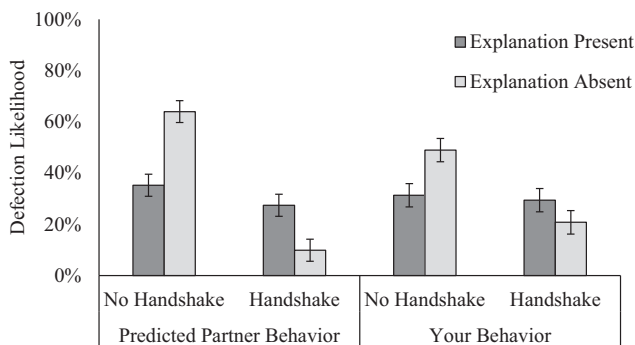 100%
80%
60%
40%
20%
0%
Defection Likelihood
Explanation Present
Explanation Absent
No Handshake Handshake No Handshake Handshake
Predicted Partner Behavior Your Behavior